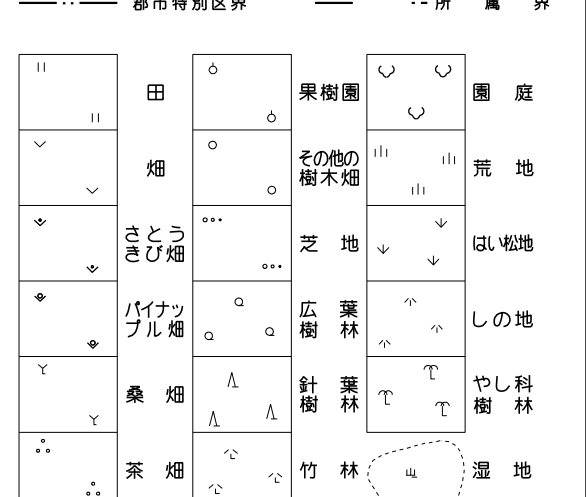 郡市特別区界
所属界
田
果樹園
園庭
畑
その他の
樹木畑
荒地
さとう
きび畑
芝地
はい松地
パイナッ
プル畑
広葉
樹林
しの地
桑畑
針葉
樹林
やし科
樹林
茶畑
竹林
湿地